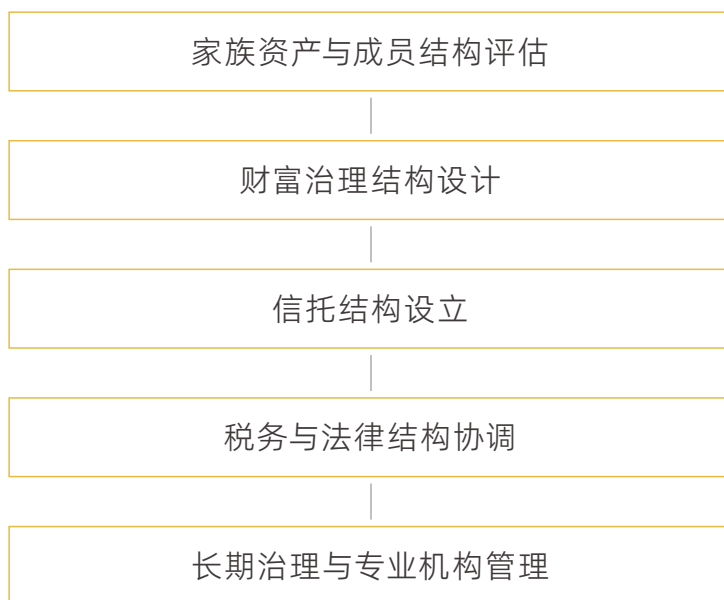 家族资产与成员结构评估
财富治理结构设计
信托结构设立
税务与法律结构协调
长期治理与专业机构管理